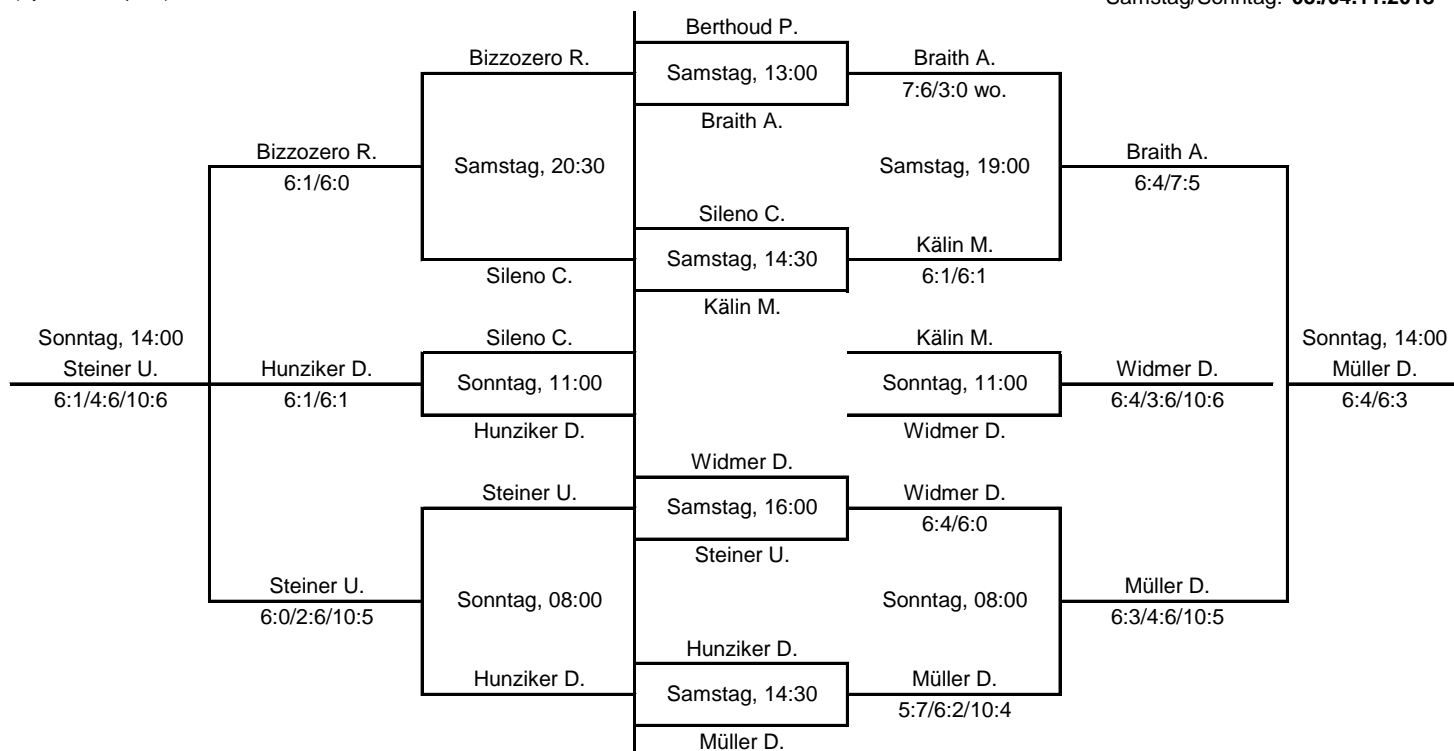 Samstag/Sonntag:
Berthoud P.
Bizzozero R.
Samstag, 13:00
Braith A.
7:6/3:0 wo.
Braith A.
Bizzozero R.
6:1/6:0
Samstag, 20:30
Samstag, 19:00
Braith A.
6:4/7:5
Sileno C.
Sileno C.
Samstag, 14:30
Kälin M.
6:1/6:1
Kälin M.
Sonntag, 14:00
Steiner U.
6:1/4:6/10:6
Hunziker D.
6:1/6:1
Sileno C.
Sonntag, 11:00
Hunziker D.
Kälin M.
Sonntag, 11:00
Widmer D.
Widmer D.
6:4/3:6/10:6
Sonntag, 14:00
Müller D.
6:4/6:3
Widmer D.
Steiner U.
Samstag, 16:00
Widmer D.
6:4/6:0
Steiner U.
Steiner U.
6:0/2:6/10:5
Sonntag, 08:00
Sonntag, 08:00
Müller D.
6:3/4:6/10:5
Hunziker D.
Hunziker D.
Samstag, 14:30
Müller D.
5:7/6:2/10:4
Müller D.